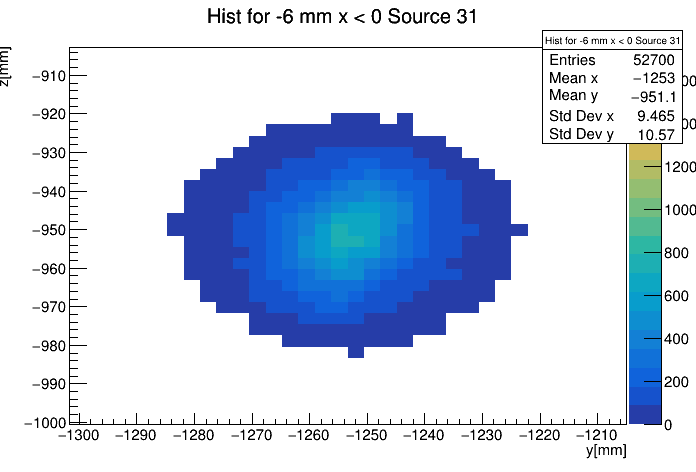 Hist for -6 mm x < 0 Source 31
z[mm]
Hist for -6 mm x < 0 Source 31
Entries 52700
Mean x −1253
Mean y −951.1
Std Dev x 9.465
Std Dev y 10.57
−910
−920
−930
−940
−950
−960
−970
−980
−990
−1000
−1300 −1290 −1280 −1270 −1260 −1250 −1240 −1230 −1220 −1210
y[mm]
1200
1000
800
600
400
200
0